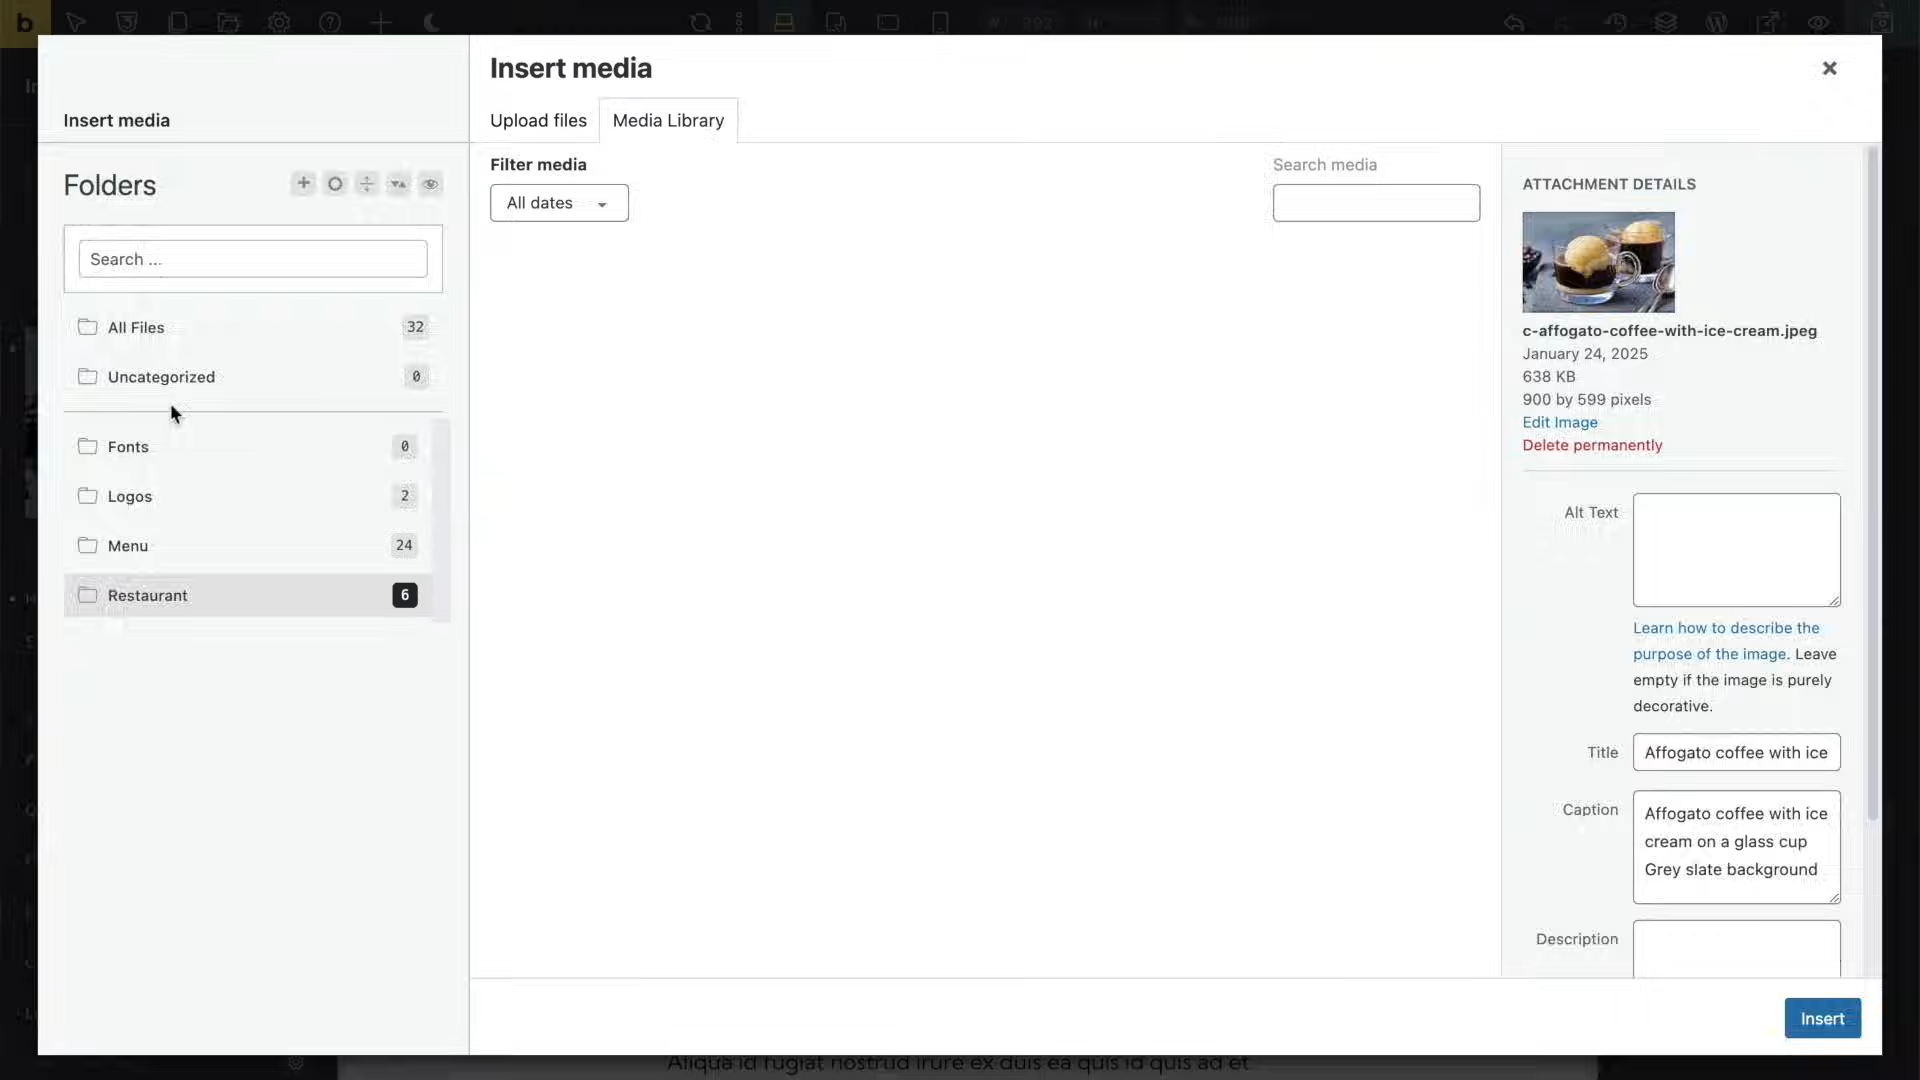 b
Insert media
Insert media
Upload files
Media Library
Folders
Search ...
All Files 32
Uncategorized 0
Fonts 0
Logos 2
Menu 24
Restaurant 6
Filter media
All dates
Search media
ATTACHMENT DETAILS
c-affogato-coffee-with-ice-cream.jpeg
January 24, 2025
638 KB
900 by 599 pixels
Edit Image
Delete permanently
Alt Text
Learn how to describe the
purpose of the image. Leave
empty if the image is purely
decorative.
Title
Affogato coffee with ice
Caption
Affogato coffee with ice
cream on a glass cup
Grey slate background
Description
Insert
Aliqua id fugiat nostrud irure ex duis ea quis id quis ad et